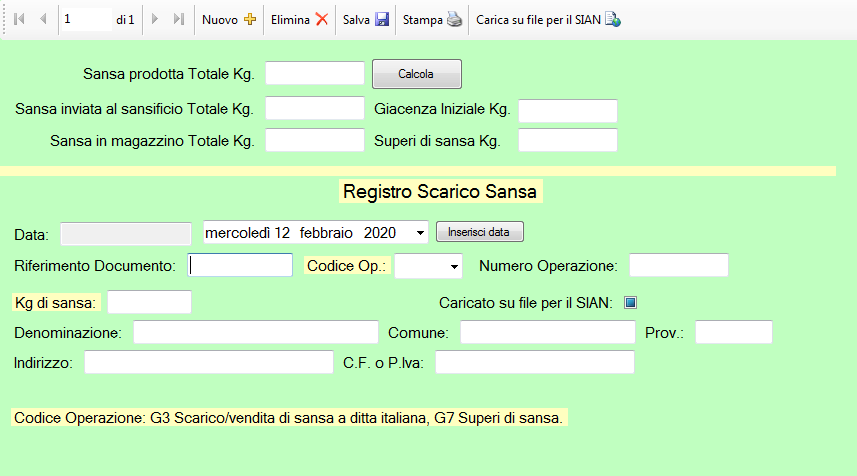 1 di 1 Nuovo Elimina Salva Stampa Carica su file per il SIAN
Sansa prodotta Totale Kg. Calcola
Sansa inviata al sansificio Totale Kg. Giacenza Iniziale Kg.
Sansa in magazzino Totale Kg. Superi di sansa Kg.
Registro Scarico Sansa
Data: mercoledì 12 febbraio 2020 Inserisci data
Riferimento Documento: Codice Op.: Numero Operazione:
Kg di sansa: Caricato su file per il SIAN:
Denominazione: Comune: Prov.:
Indirizzo: C.F. o P.Iva:
Codice Operazione: G3 Scarico/vendita di sansa a ditta italiana, G7 Superi di sansa.